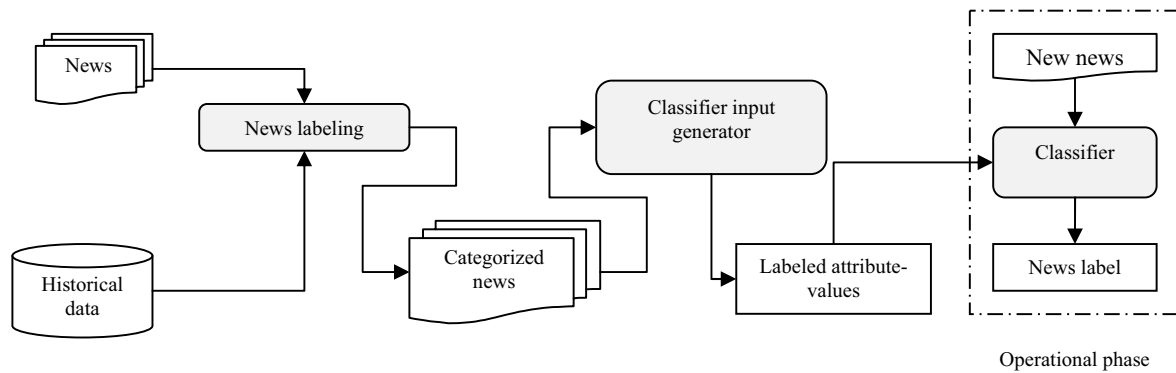 News
News labeling
Historical
data
Categorized
news
Classifier input
generator
Labeled attribute-
values
New news
Classifier
News label
Operational phase